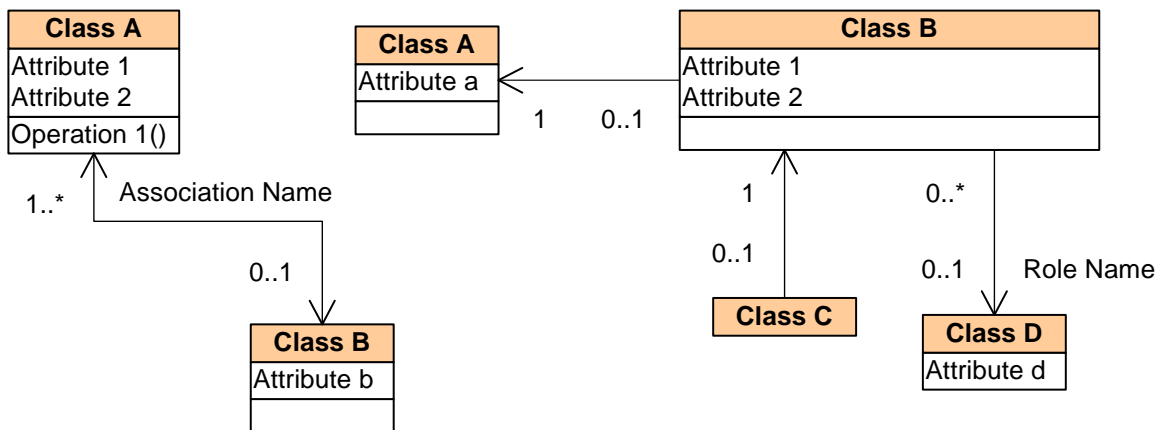 Class A
Attribute 1
Attribute 2
Operation 1()
1..*
Association Name
0..1
Class B
Attribute b
Class A
Attribute a
1
0..1
Class B
Attribute 1
Attribute 2
1
0..1
Class C
0..*
0..1
Role Name
Class D
Attribute d